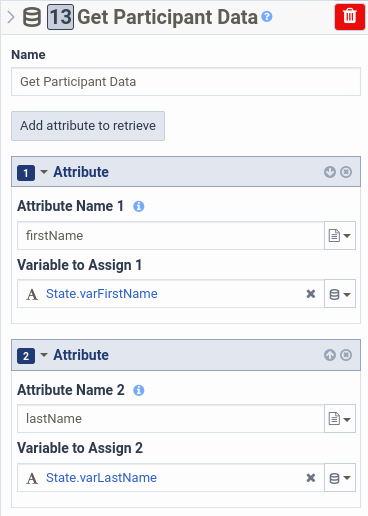 13 Get Participant Data
Name
Get Participant Data
Add attribute to retrieve
1 Attribute
Attribute Name 1
firstName
Variable to Assign 1
A State.varFirstName
2 Attribute
Attribute Name 2
lastName
Variable to Assign 2
A State.varLastName